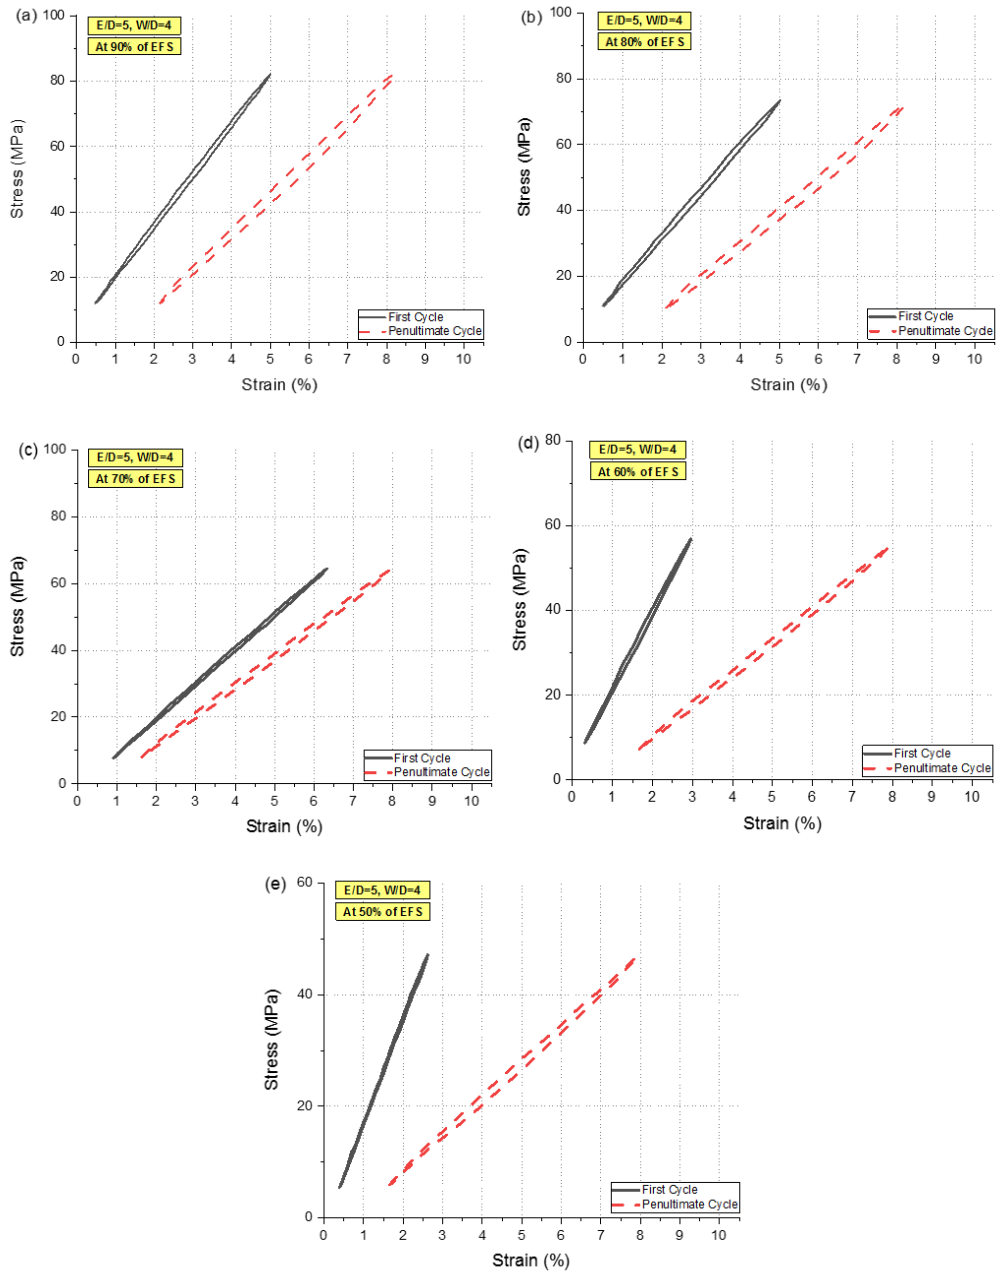 (a)
E/D=5, W/D=4
At 90% of EFS
100
80
60
40
20
0
Stress (MPa)
0 1 2 3 4 5 6 7 8 9 10
Strain (%)
First Cycle
Penultimate Cycle
(b)
E/D=5, W/D=4
At 80% of EFS
100
80
60
40
20
0
Stress (MPa)
0 1 2 3 4 5 6 7 8 9 10
Strain (%)
First Cycle
Penultimate Cycle
(c)
E/D=5, W/D=4
At 70% of EFS
100
80
60
40
20
0
Stress (MPa)
0 1 2 3 4 5 6 7 8 9 10
Strain (%)
First Cycle
Penultimate Cycle
(d)
E/D=5, W/D=4
At 60% of EFS
80
60
40
20
0
Stress (MPa)
0 1 2 3 4 5 6 7 8 9 10
Strain (%)
First Cycle
Penultimate Cycle
(e)
E/D=5, W/D=4
At 50% of EFS
60
40
20
0
Stress (MPa)
0 1 2 3 4 5 6 7 8 9 10
Strain (%)
First Cycle
Penultimate Cycle